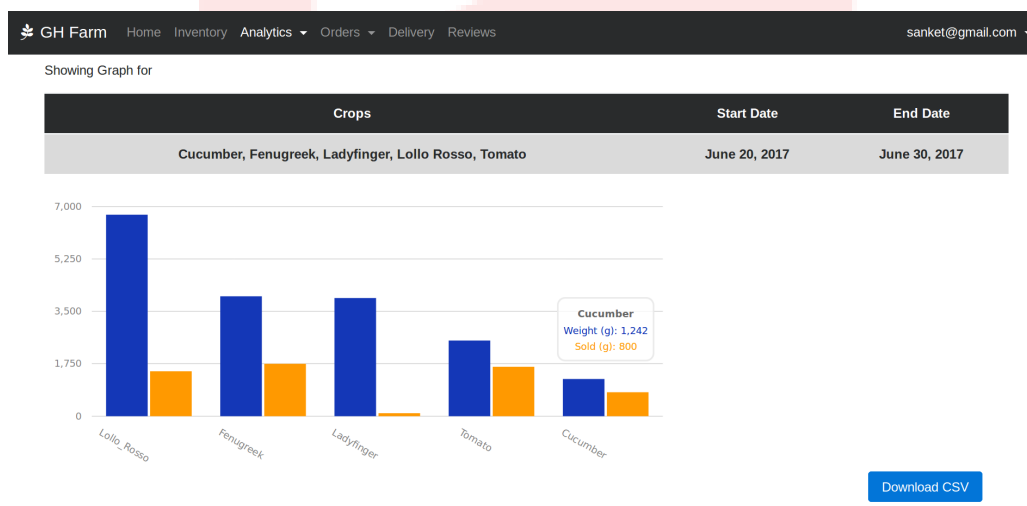 GH Farm Home Inventory Analytics Orders Delivery Reviews sanket@gmail.com
Showing Graph for
Crops Start Date End Date
Cucumber, Fenugreek, Ladyfinger, Lollo Rosso, Tomato June 20, 2017 June 30, 2017
7,000
5,250
3,500
1,750
0
Cucumber
Weight (g): 1,242
Sold (g): 800
Lollo_Rosso Fenugreek Ladyfinger Tomato Cucumber
Download CSV